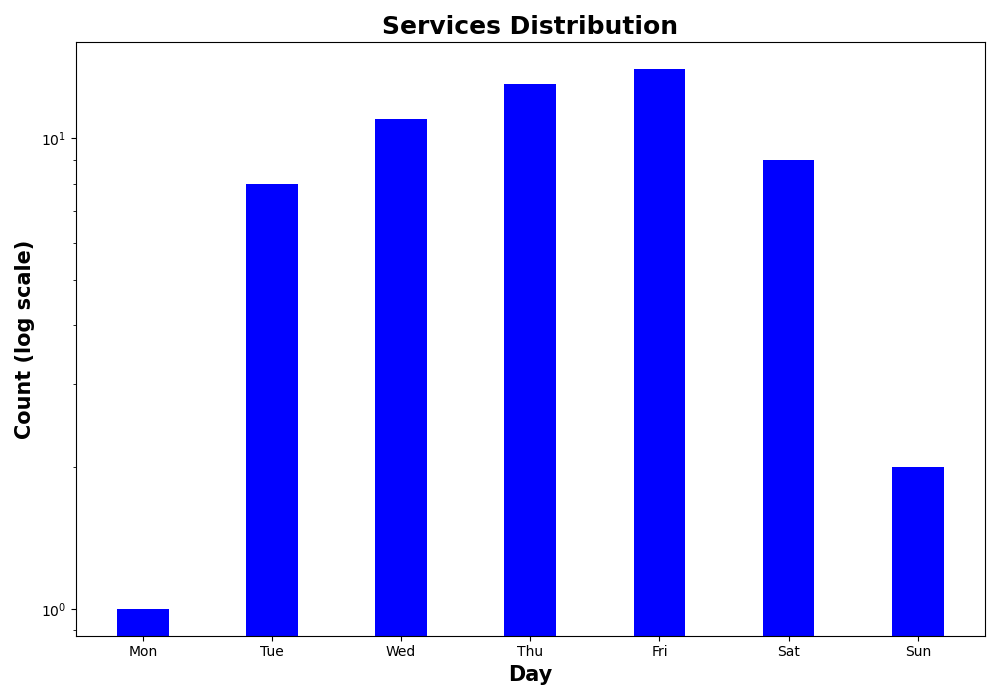 Services Distribution
Count (log scale)
10¹
10⁰
Mon Tue Wed Thu Fri Sat Sun
Day